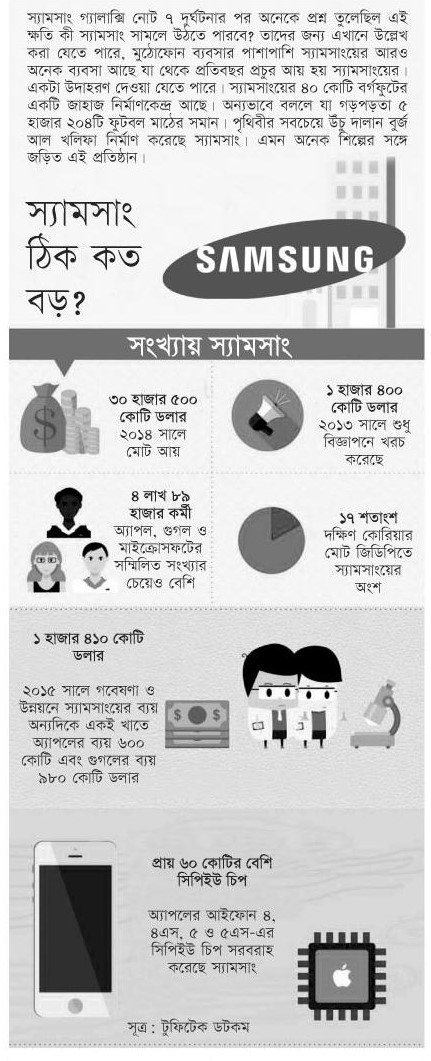 স্যামসাং গ্যালাক্সি নোট ৭ দুর্ঘটনার পর অনেকে প্রশ্ন তুলেছিল এই
ক্ষতি কী স্যামসাং সামলে উঠতে পারবে? তাদের জন্য এখানে উল্লেখ
করা যেতে পারে, মুঠোফোন ব্যবসার পাশাপাশি স্যামসাংয়ের আরও
অনেক ব্যবসা আছে যা থেকে প্রতিবছর প্রচুর আয় হয় স্যামসাংয়ের।
একটা উদাহরণ দেওয়া যেতে পারে। স্যামসাংয়ের ৪০ কোটি বর্গফুটের
একটি জাহাজ নির্মাণকেন্দ্র আছে। অন্যভাবে বললে যা গড়পড়তা ৫
হাজার ২০৪টি ফুটবল মাঠের সমান। পৃথিবীর সবচেয়ে উঁচু দালান বুর্জ
আল খলিফা নির্মাণ করেছে স্যামসাং। এমন অনেক শিল্পের সঙ্গে
জড়িত এই প্রতিষ্ঠান।
স্যামসাং
ঠিক কত
বড়?
SAMSUNG
সংখ্যায় স্যামসাং
৩০ হাজার ৫০০
কোটি ডলার
২০১৪ সালে
মোট আয়
১ হাজার ৪০০
কোটি ডলার
২০১৩ সালে শুধু
বিজ্ঞাপনে খরচ
করেছে
৪ লাখ ৮৯
হাজার কর্মী
অ্যাপল, গুগল ও
মাইক্রোসফটের
সম্মিলিত সংখ্যার
চেয়েও বেশি
১৭ শতাংশ
দক্ষিণ কোরিয়ার
মোট জিডিপিতে
স্যামসাংয়ের
অংশ
১ হাজার ৪১০ কোটি
ডলার
২০১৫ সালে গবেষণা ও
উন্নয়নে স্যামসাংয়ের ব্যয়
অন্যদিকে একই খাতে
অ্যাপলের ব্যয় ৬০০
কোটি এবং গুগলের ব্যয়
৯৮০ কোটি ডলার
প্রায় ৬০ কোটির বেশি
সিপিইউ চিপ
অ্যাপলের আইফোন ৪,
৪এস, ৫ ও ৫এস-এর
সিপিইউ চিপ সরবরাহ
করেছে স্যামসাং
সূত্র : টুফিটেক ডটকম